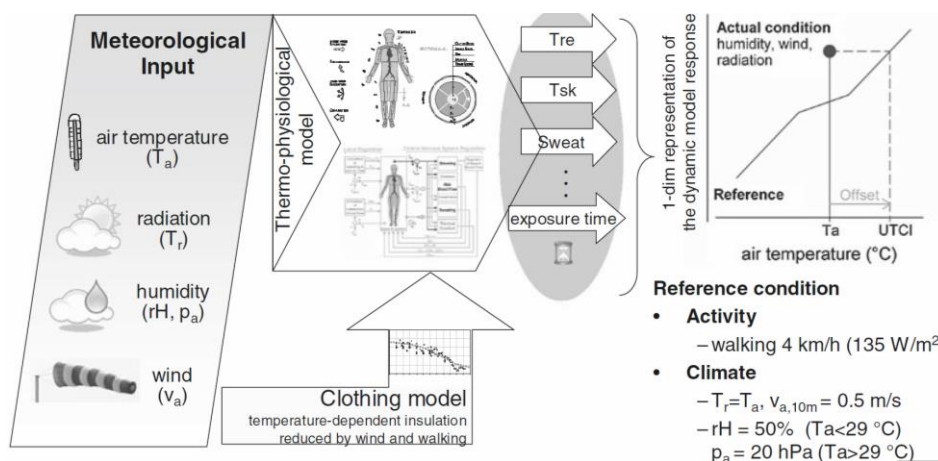 Meteorological
Input
air temperature
(Ta)
radiation
(Tr)
humidity
(rH, pa)
wind
(va)
Thermo-physiological
model
Clothing model
temperature-dependent insulation
reduced by wind and walking
Tre
Tsk
Sweat
exposure time
1-dim representation of
the dynamic model response
Actual condition
humidity, wind,
radiation
Reference
Offset
Ta
UTCI
air temperature (°C)
Reference condition
• Activity
–walking 4 km/h (135 W/m2
• Climate
–Tr=Ta, va,10m = 0.5 m/s
–rH = 50% (Ta<29 °C)
pa = 20 hPa (Ta>29 °C)